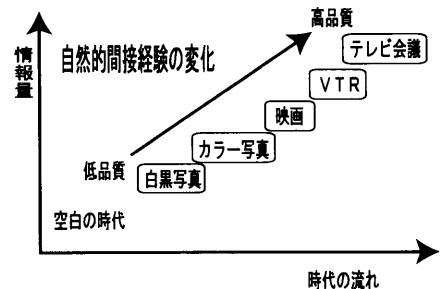 高品質
テレビ会議
情報量
自然的間接経験の変化
VTR
映画
カラー写真
低品質
白黒写真
空白の時代
時代の流れ